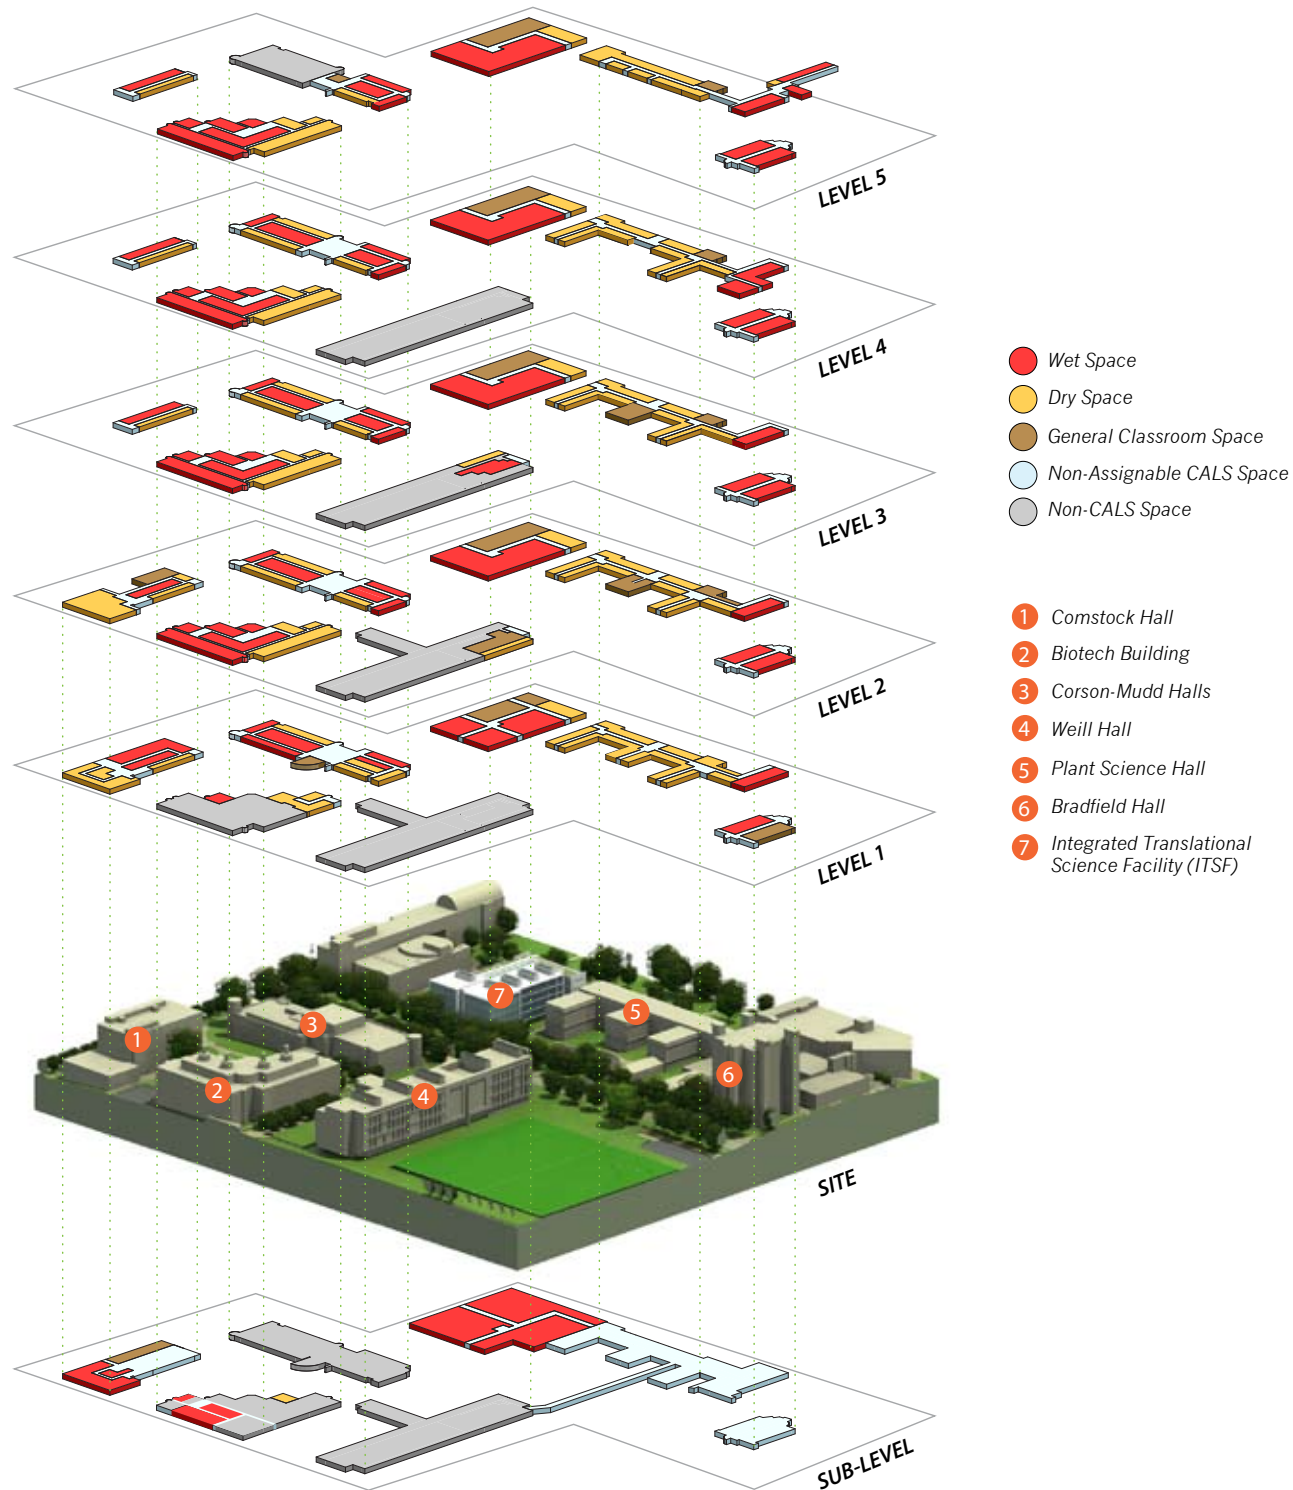 LEVEL 5
LEVEL 4
LEVEL 3
LEVEL 2
LEVEL 1
SITE
SUB-LEVEL
Wet Space
Dry Space
General Classroom Space
Non-Assignable CALS Space
Non-CALS Space
1 Comstock Hall
2 Biotech Building
3 Corson-Mudd Halls
4 Weill Hall
5 Plant Science Hall
6 Bradfield Hall
7 Integrated Translational
Science Facility (ITSF)
1
2
3
4
5
6
7